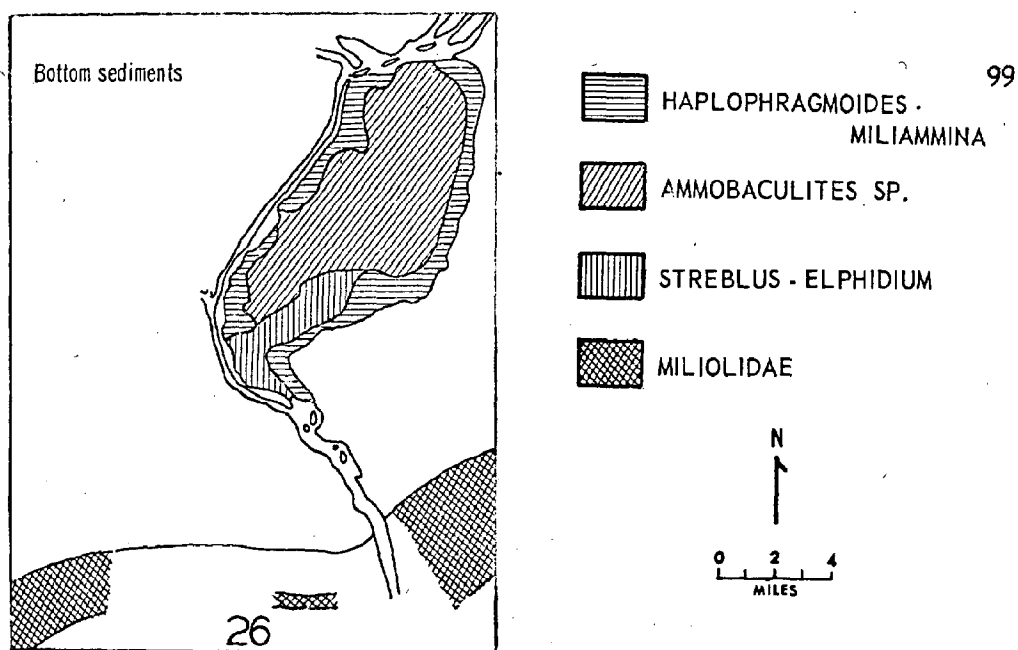 Bottom sediments
99
HAPLOPHRAGMOIDES ·
MILIAMMINA
AMMOBACULITES SP.
STREBLUS - ELPHIDIUM
MILIOLIDAE
N
0 2 4
MILES
26